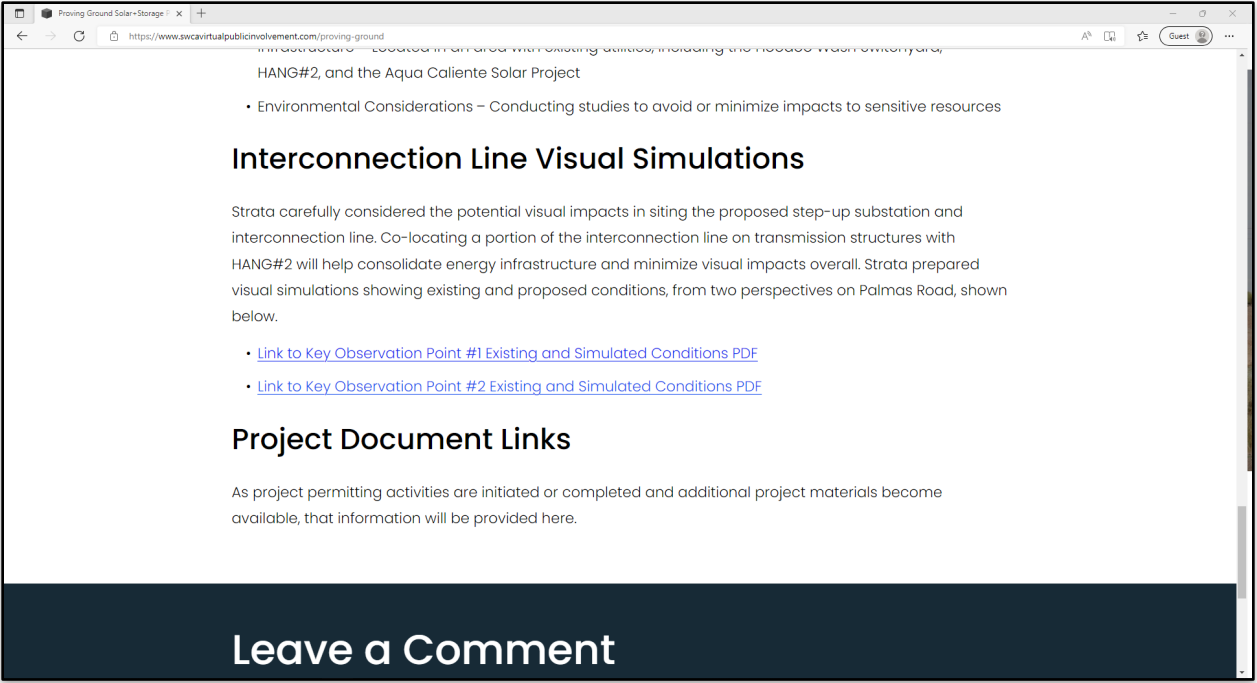 Proving Ground Solar+Storage
https://www.swcavirtualpublicinvolvement.com/proving-ground
Guest
HANG#2, and the Aqua Caliente Solar Project
• Environmental Considerations – Conducting studies to avoid or minimize impacts to sensitive resources
Interconnection Line Visual Simulations
Strata carefully considered the potential visual impacts in siting the proposed step-up substation and
interconnection line. Co-locating a portion of the interconnection line on transmission structures with
HANG#2 will help consolidate energy infrastructure and minimize visual impacts overall. Strata prepared
visual simulations showing existing and proposed conditions, from two perspectives on Palmas Road, shown
below.
• Link to Key Observation Point #1 Existing and Simulated Conditions PDF
• Link to Key Observation Point #2 Existing and Simulated Conditions PDF
Project Document Links
As project permitting activities are initiated or completed and additional project materials become
available, that information will be provided here.
Leave a Comment